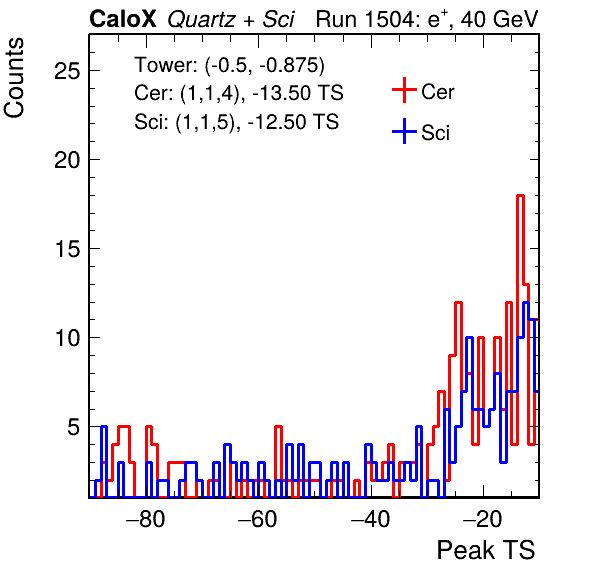 CaloX Quartz + Sci Run 1504: e+, 40 GeV
Counts
Tower: (-0.5, -0.875)
Cer: (1,1,4), -13.50 TS
Sci: (1,1,5), -12.50 TS
Cer
Sci
25
20
15
10
5
−80 −60 −40 −20
Peak TS